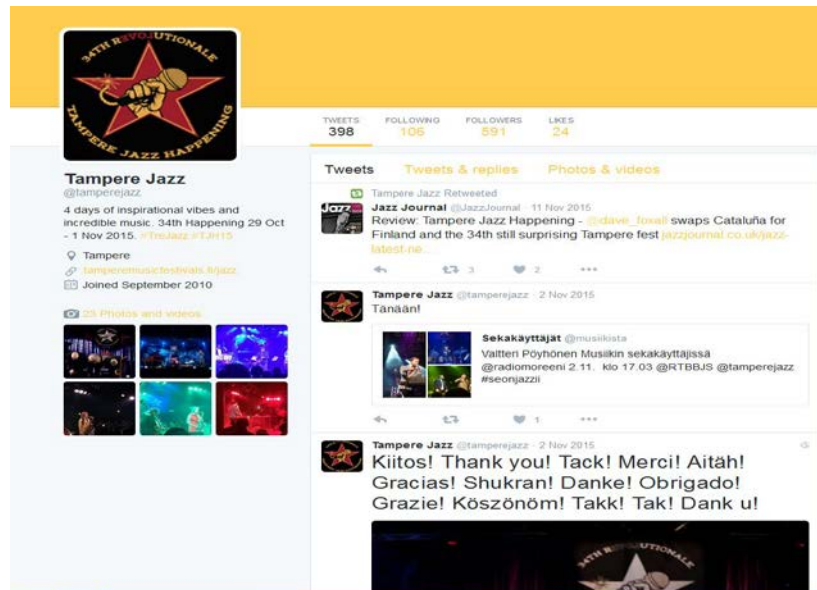 34TH REVOLUTIONALE
TAMPERE JAZZ HAPPENING
TWEETS
398
FOLLOWING
106
FOLLOWERS
591
LIKES
24
Tampere Jazz
@tamperejazz
4 days of inspirational vibes and
incredible music. 34th Happening 29 Oct
- 1 Nov 2015. #TreJazz #TJH15
Tampere
tamperemusicfestivals.fi/jazz
Joined September 2010
23 Photos and videos
Tweets Tweets & replies Photos & videos
Tampere Jazz Retweeted
Jazz Journal @JazzJournal · 11 Nov 2015
Review: Tampere Jazz Happening - @dave_foxall swaps Cataluña for
Finland and the 34th still surprising Tampere fest jazzjournal.co.uk/jazz-
latest-ne...
3 2
Tampere Jazz @tamperejazz · 2 Nov 2015
Tänään!
Sekakäyttäjät @musiikista
Valtteri Pöyhönen Musiikin sekakäyttäjissä
@radiomoreeni 2.11. klo 17.03 @RTBBJS @tamperejazz
#seonjazzii
1
Tampere Jazz @tamperejazz · 2 Nov 2015
Kiitos! Thank you! Tack! Merci! Aitäh!
Gracias! Shukran! Danke! Obrigado!
Grazie! Köszönöm! Takk! Tak! Dank u!
34TH REVOLUTIONALE